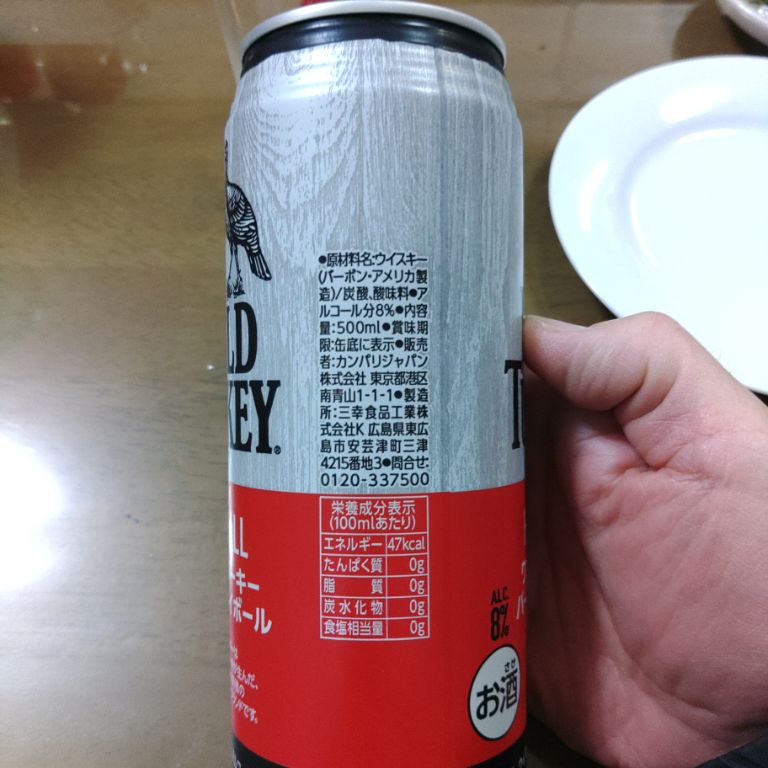 LD
KEY®
●原材料名:ウイスキー
(バーボン・アメリカ製
造)/炭酸、酸味料●ア
ルコール分8%●内容
量:500ml●賞味期
限:缶底に表示●販売
者:カンパリジャパン
株式会社 東京都港区
南青山1-1-1●製造
所:三幸食品工業株
式会社K 広島県東広
島市安芸津町三津
4215番地3●問合せ:
0120-337500
栄養成分表示
(100mlあたり)
エネルギー 47kcal
たんぱく質 0g
脂質 0g
炭水化物 0g
食塩相当量 0g
LL
ーキー
イボール
ALC.
8%
さけ
お酒